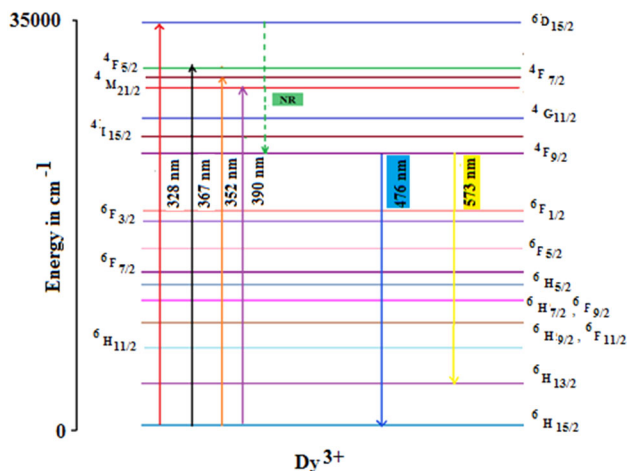 35000
⁶D₁₅/₂
⁴F₅/₂
⁴F₇/₂
⁴M₂₁/₂
NR
⁴G₁₁/₂
⁴I₁₅/₂
⁴F₉/₂
328 nm
367 nm
352 nm
390 nm
476 nm
573 nm
⁶F₃/₂
⁶F₁/₂
⁶F₅/₂
⁶F₇/₂
⁶H₅/₂
⁶H₇/₂ , ⁶F₉/₂
⁶H₉/₂ , ⁶F₁₁/₂
⁶H₁₁/₂
⁶H₁₃/₂
⁶H₁₅/₂
0
Energy in cm⁻¹
Dy³⁺